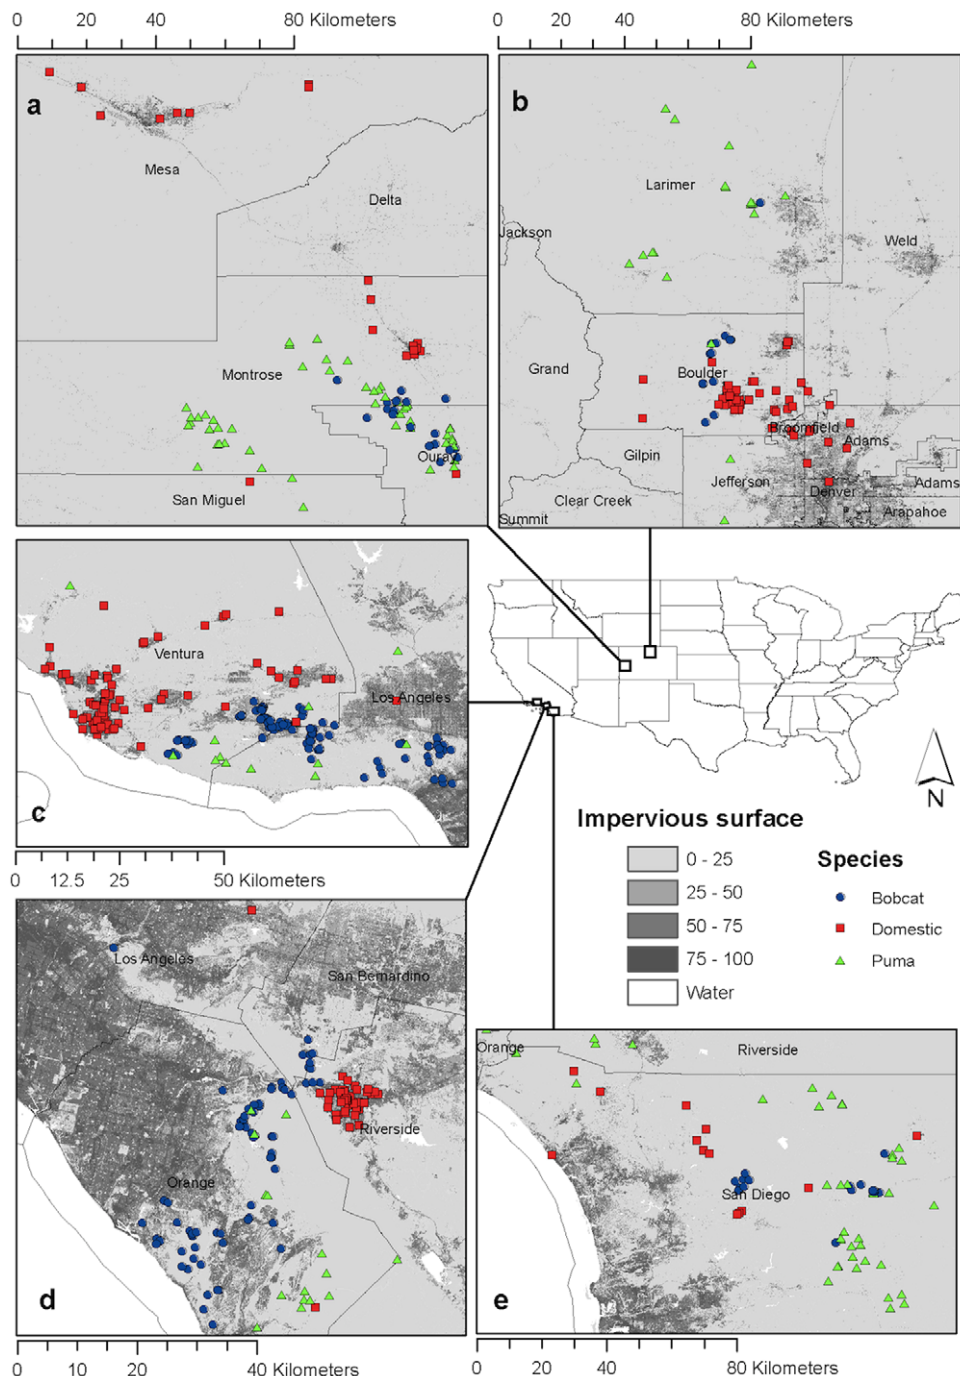 0 20 40 80 Kilometers
0 20 40 80 Kilometers
a
Mesa
Delta
Montrose
Ouray
San Miguel
b
Larimer
Jackson
Weld
Grand
Boulder
Broomfield
Adams
Gilpin
Jefferson
Denver
Adams
Clear Creek
Arapahoe
Summit
Ventura
Los Angeles
c
0 12.5 25 50 Kilometers
N
Impervious surface
0 - 25
25 - 50
50 - 75
75 - 100
Water
Species
Bobcat
Domestic
Puma
Los Angeles
San Bernardino
Riverside
Orange
d
0 10 20 40 Kilometers
Orange
Riverside
San Diego
e
0 20 40 80 Kilometers